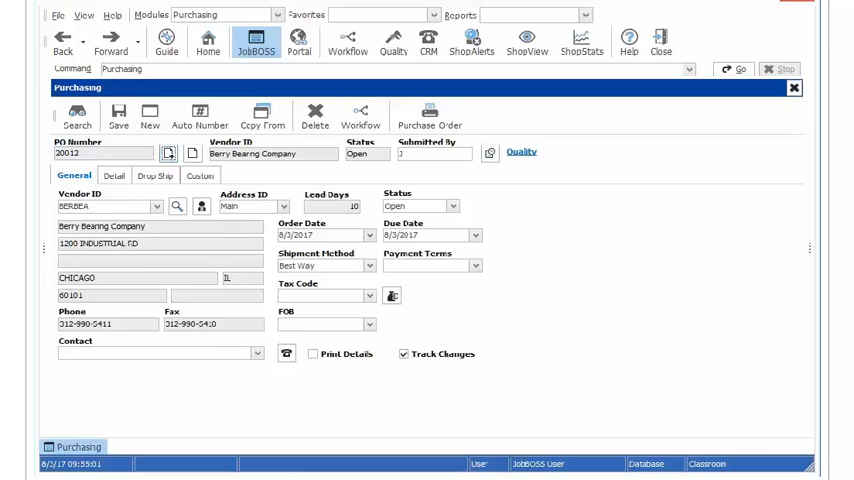 File View Help Modules Purchasing Favorites Reports
Back Forward Guide Home JobBOSS Portal Workflow Quality CRM ShopAlerts ShopView ShopStats Help Close
Command Purchasing Go Stop
Purchasing
Search Save New Auto Number Copy From Delete Workflow Purchase Order
PO Number Vendor ID Status Submitted By
20012 Berry Bearing Company Open J Quality
General Detail Drop Ship Custom
Vendor ID Address ID Lead Days Status
BERBEA Main 10 Open
Berry Bearing Company Order Date Due Date
1200 INDUSTRIAL RD 8/3/2017 8/3/2017
Shipment Method Payment Terms
Best Way
CHICAGO IL Tax Code
60101
Phone Fax FOB
312-990-5411 312-990-5410
Contact
Print Details Track Changes
Purchasing
8/3/17 09:55:01 User JobBOSS User Database Classroom